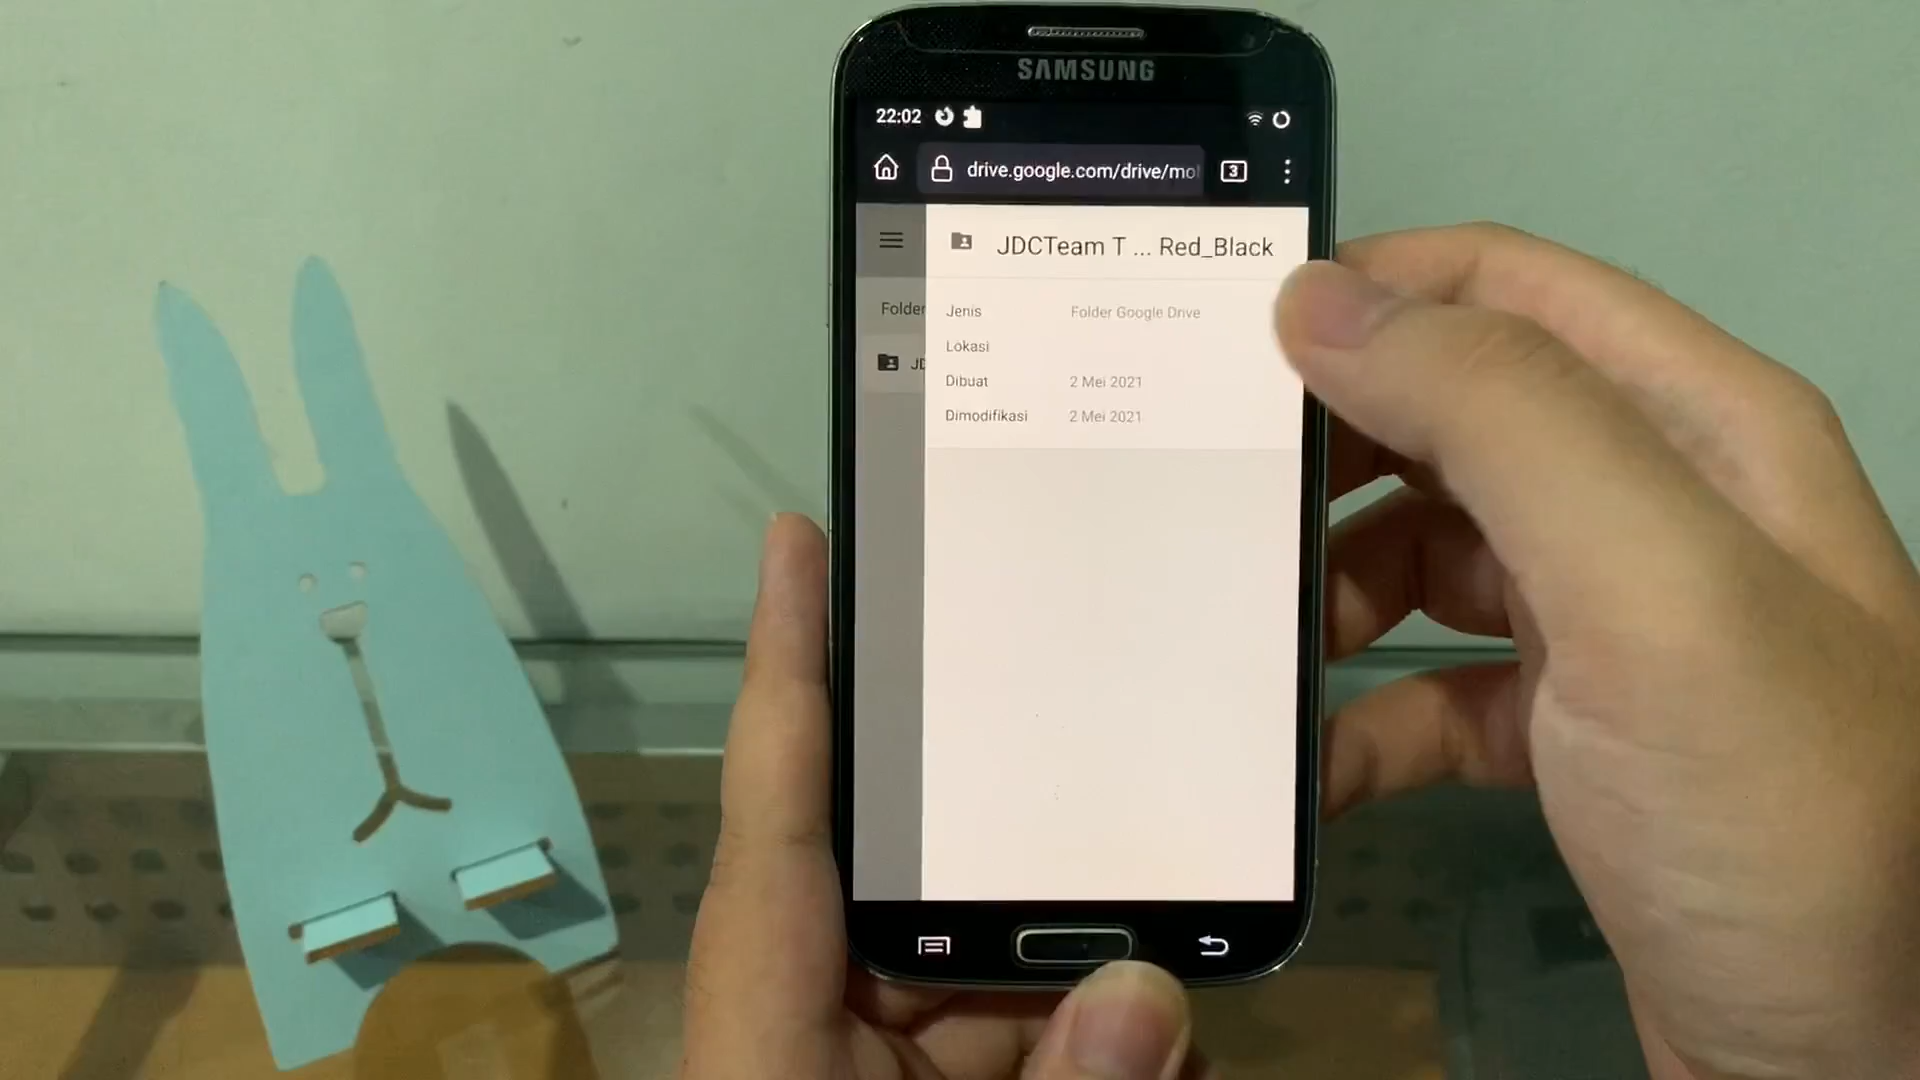 SAMSUNG
22:02
drive.google.com/drive/mo
3
JDCTeam T ... Red_Black
Folder
Jenis Folder Google Drive
Lokasi
JD
Dibuat 2 Mei 2021
Dimodifikasi 2 Mei 2021